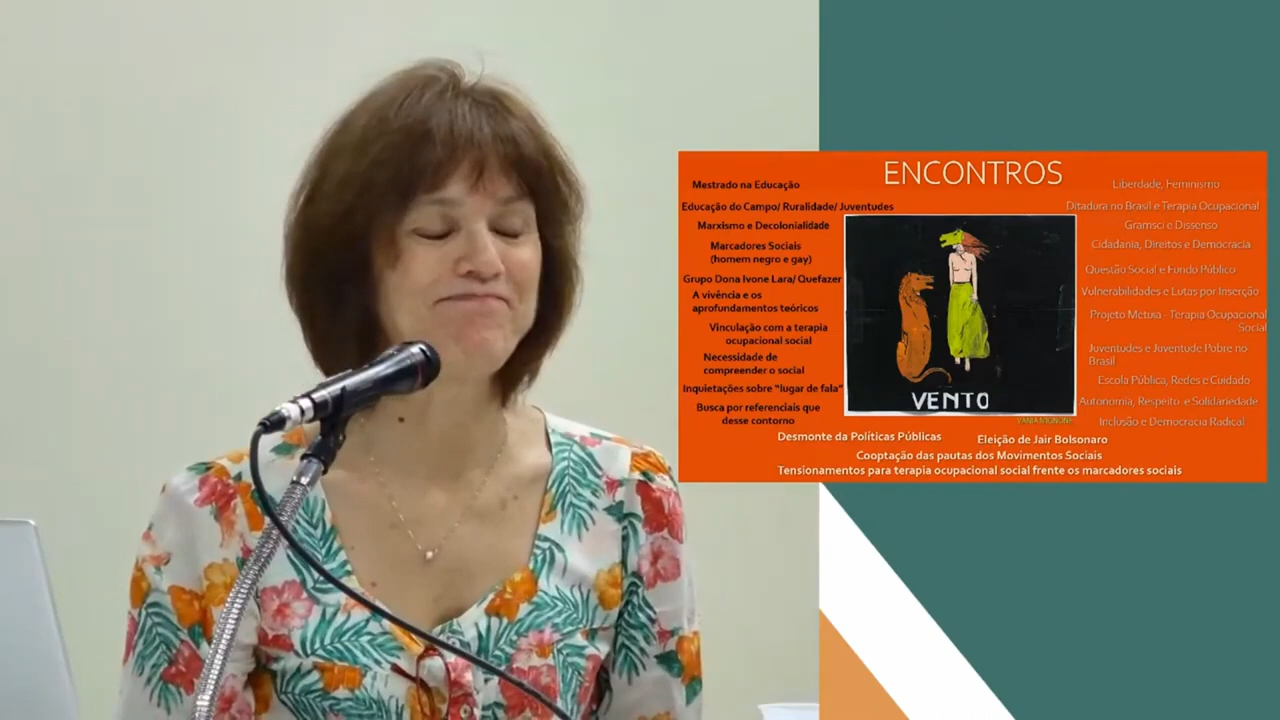 ENCONTROS
Mestrado na Educação
Educação do Campo/ Ruralidade/ Juventudes
Marxismo e Decolonialidade
Marcadores Sociais
(homem negro e gay)
Grupo Dona Ivone Lara/ Quefazer
A vivência e os
aprofundamentos teóricos
Vinculação com a terapia
ocupacional social
Necessidade de
compreender o social
Inquietações sobre "lugar de fala"
Busca por referenciais que
desse contorno
VENTO
VANIA MIGNONE
Liberdade, Feminismo
Ditadura no Brasil e Terapia Ocupacional
Gramsci e Dissenso
Cidadania, Direitos e Democracia
Questão Social e Fundo Público
Vulnerabilidades e Lutas por Inserção
Projeto Metuia - Terapia Ocupacional
Social
Juventudes e Juventude Pobre no
Brasil
Escola Pública, Redes e Cuidado
Autonomia, Respeito e Solidariedade
Inclusão e Democracia Radical
Desmonte da Políticas Públicas
Eleição de Jair Bolsonaro
Cooptação das pautas dos Movimentos Sociais
Tensionamentos para terapia ocupacional social frente os marcadores sociais